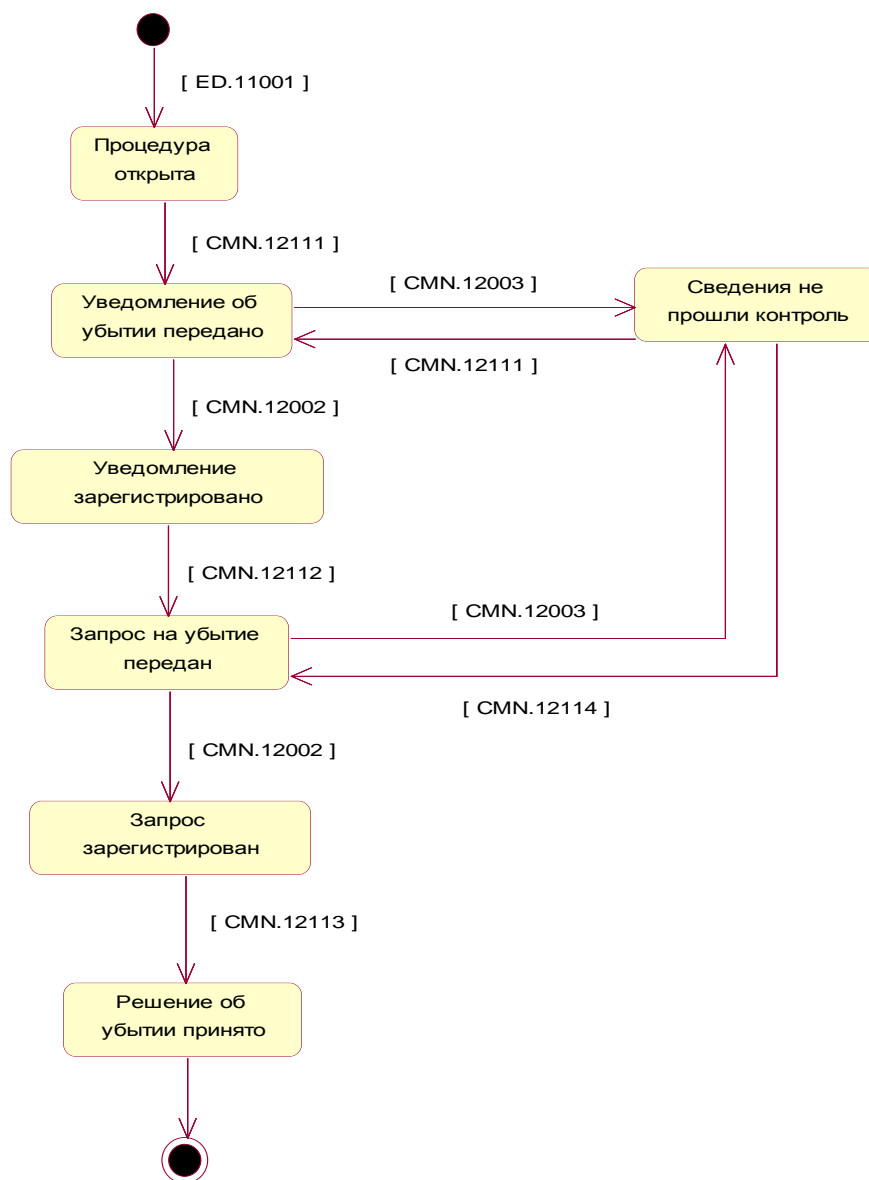 [ ED.11001 ]
Процедура
открыта
[ CMN.12111 ]
Уведомление об
убытии передано
[ CMN.12003 ]
Сведения не
прошли контроль
[ CMN.12111 ]
[ CMN.12002 ]
Уведомление
зарегистрировано
[ CMN.12112 ]
[ CMN.12003 ]
Запрос на убытие
передан
[ CMN.12114 ]
[ CMN.12002 ]
Запрос
зарегистрирован
[ CMN.12113 ]
Решение об
убытии принято